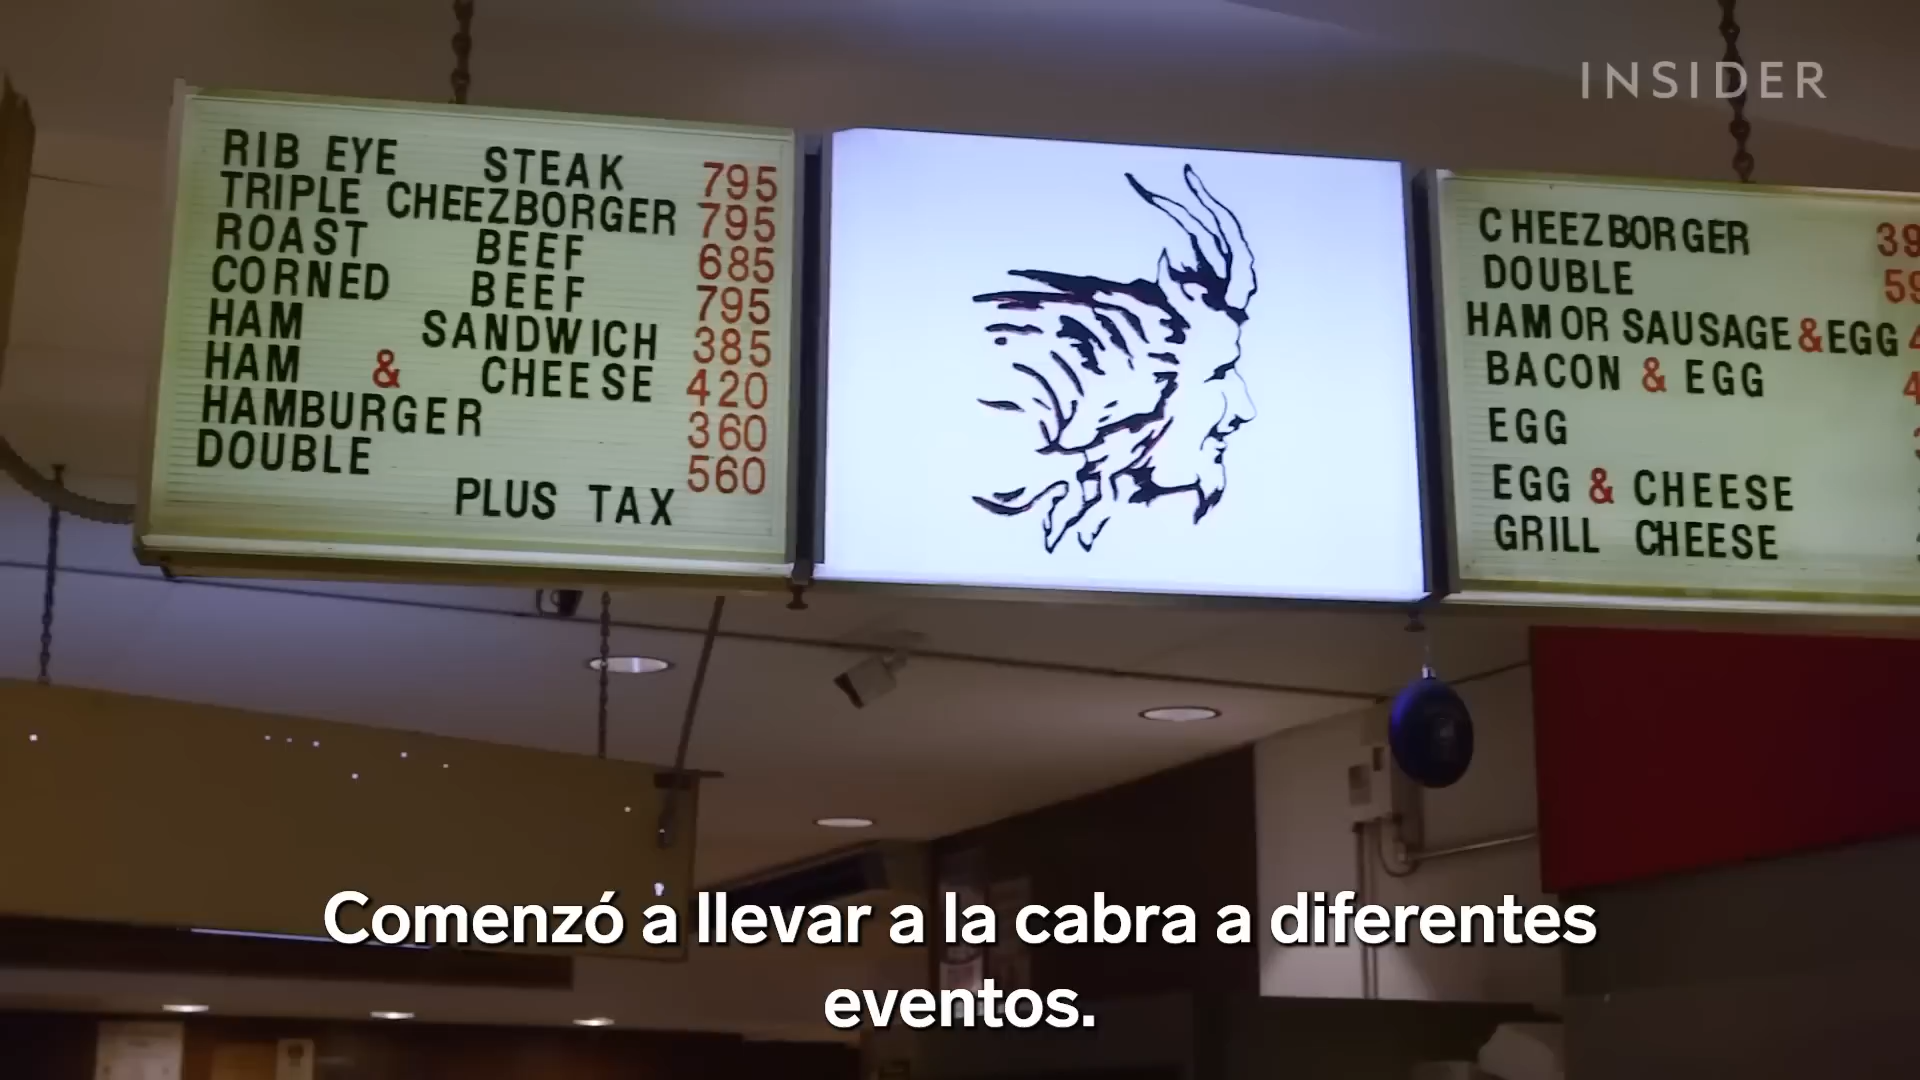 INSIDER
RIB EYE STEAK 795
TRIPLE CHEEZBORGER 795
ROAST BEEF 685
CORNED BEEF 795
HAM SANDWICH 385
HAM & CHEESE 420
HAMBURGER 360
DOUBLE 560
PLUS TAX
CHEEZBORGER 39
DOUBLE 59
HAM OR SAUSAGE & EGG
BACON & EGG
EGG
EGG & CHEESE
GRILL CHEESE
Comenzó a llevar a la cabra a diferentes
eventos.